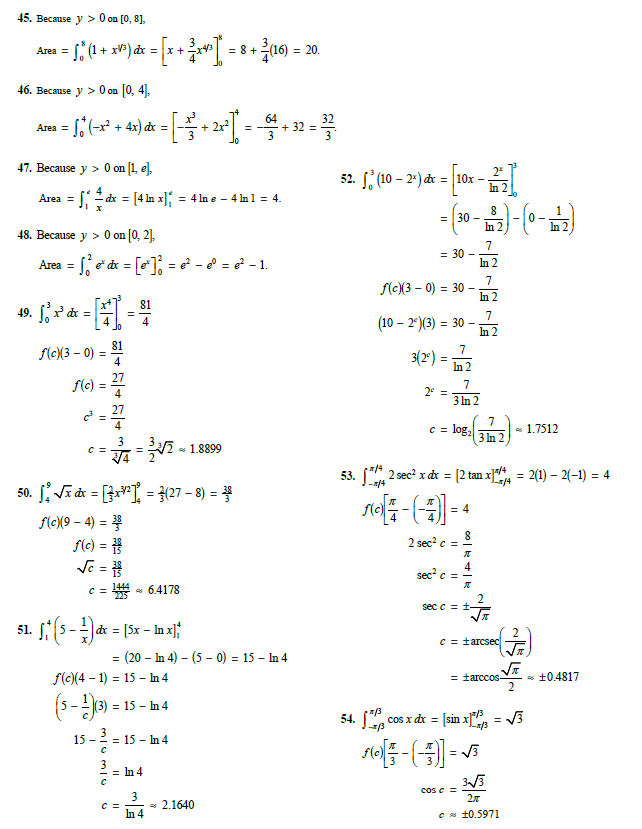 45. Because y > 0 on [0, 8],
Area = ∫₀⁸ (1 + x^(1/3)) dx = [x + (3/4)x^(4/3)]₀⁸ = 8 + (3/4)(16) = 20.
46. Because y > 0 on [0, 4],
Area = ∫₀⁴ (−x² + 4x) dx = [−x³/3 + 2x²]₀⁴ = −64/3 + 32 = 32/3.
47. Because y > 0 on [1, e],
Area = ∫₁ᵉ (4/x) dx = [4 ln x]₁ᵉ = 4 ln e − 4 ln 1 = 4.
48. Because y > 0 on [0, 2],
Area = ∫₀² eˣ dx = [eˣ]₀² = e² − e⁰ = e² − 1.
49. ∫₀³ x³ dx = [x⁴/4]₀³ = 81/4
f(c)(3 − 0) = 81/4
f(c) = 27/4
c³ = 27/4
c = 3/∛4 = (3/2)∛2 ≈ 1.8899
50. ∫₄⁹ √x dx = [(2/3)x^(3/2)]₄⁹ = (2/3)(27 − 8) = 38/3
f(c)(9 − 4) = 38/3
f(c) = 38/15
√c = 38/15
c = 1444/225 ≈ 6.4178
51. ∫₁⁴ (5 − 1/x) dx = [5x − ln x]₁⁴
= (20 − ln 4) − (5 − 0) = 15 − ln 4
f(c)(4 − 1) = 15 − ln 4
(5 − 1/c)(3) = 15 − ln 4
15 − 3/c = 15 − ln 4
3/c = ln 4
c = 3/ln 4 ≈ 2.1640
52. ∫₀³ (10 − 2ˣ) dx = [10x − 2ˣ/ln 2]₀³
= (30 − 8/ln 2) − (0 − 1/ln 2)
= 30 − 7/ln 2
f(c)(3 − 0) = 30 − 7/ln 2
(10 − 2ᶜ)(3) = 30 − 7/ln 2
3(2ᶜ) = 7/ln 2
2ᶜ = 7/(3 ln 2)
c = log₂(7/(3 ln 2)) ≈ 1.7512
53. ∫_(−π/4)^(π/4) 2 sec² x dx = [2 tan x]_(−π/4)^(π/4) = 2(1) − 2(−1) = 4
f(c)[π/4 − (−π/4)] = 4
2 sec² c = 8/π
sec² c = 4/π
sec c = ±2/√π
c = ±arcsec(2/√π)
= ±arccos √π/2 ≈ ±0.4817
54. ∫_(−π/3)^(π/3) cos x dx = [sin x]_(−π/3)^(π/3) = √3
f(c)[π/3 − (−π/3)] = √3
cos c = 3√3/2π
c ≈ ±0.5971